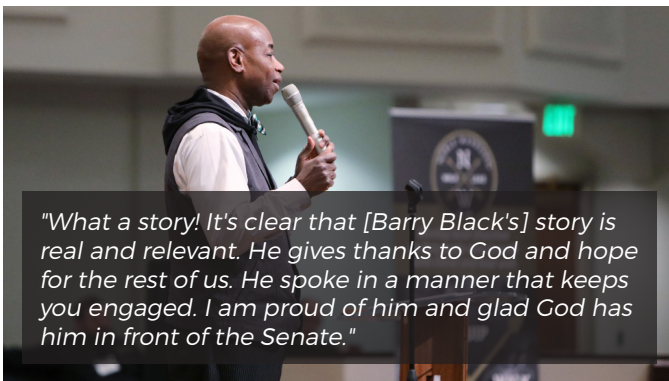 "What a story! It's clear that [Barry Black's] story is
real and relevant. He gives thanks to God and hope
for the rest of us. He spoke in a manner that keeps
you engaged. I am proud of him and glad God has
him in front of the Senate."